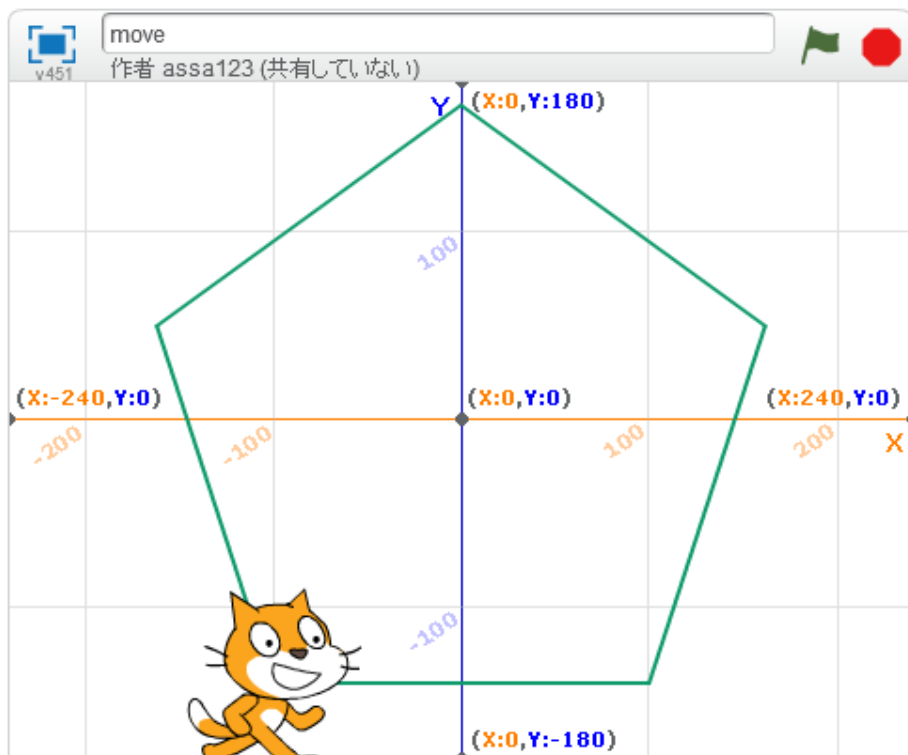 move
v451
作者 assa123 (共有していない)
Y
(X:0,Y:180)
100
(X:-240,Y:0)
(X:0,Y:0)
(X:240,Y:0)
-200
-100
100
200
X
-100
(X:0,Y:-180)